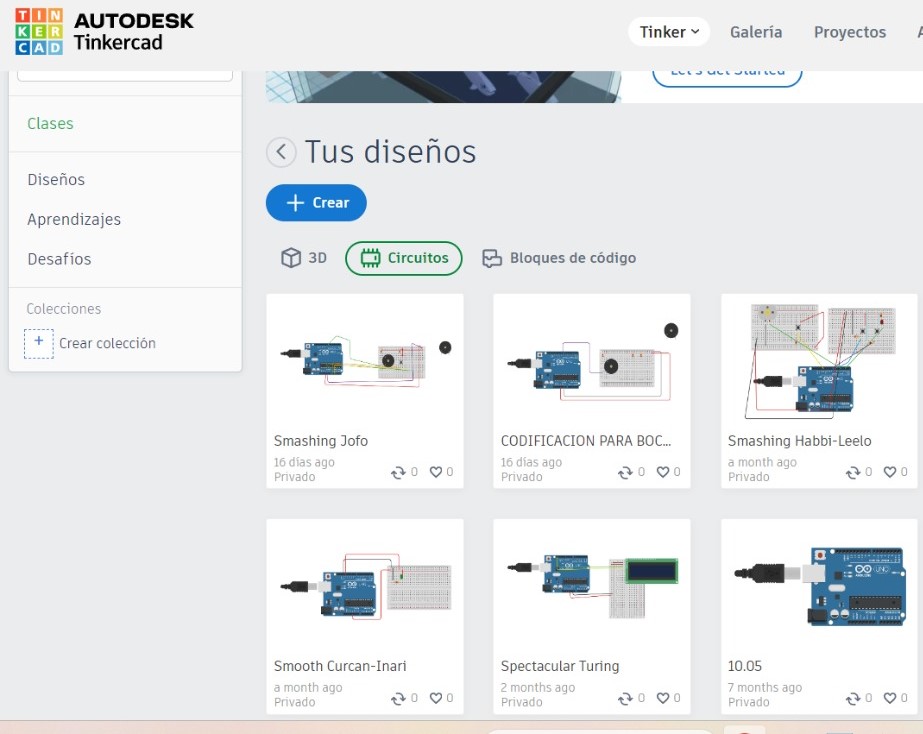 TIN
KER
CAD
AUTODESK
Tinkercad
Tinker
Galería
Proyectos
Let's Get Started
Clases
Diseños
Aprendizajes
Desafíos
Colecciones
+ Crear colección
Tus diseños
+ Crear
3D
Circuitos
Bloques de código
Smashing Jofo
16 días ago
Privado
0
0
CODIFICACION PARA BOC...
16 días ago
Privado
0
0
Smashing Habbi-Leelo
a month ago
Privado
0
0
Smooth Curcan-Inari
a month ago
Privado
0
0
Spectacular Turing
2 months ago
Privado
0
0
10.05
7 months ago
Privado
0
0